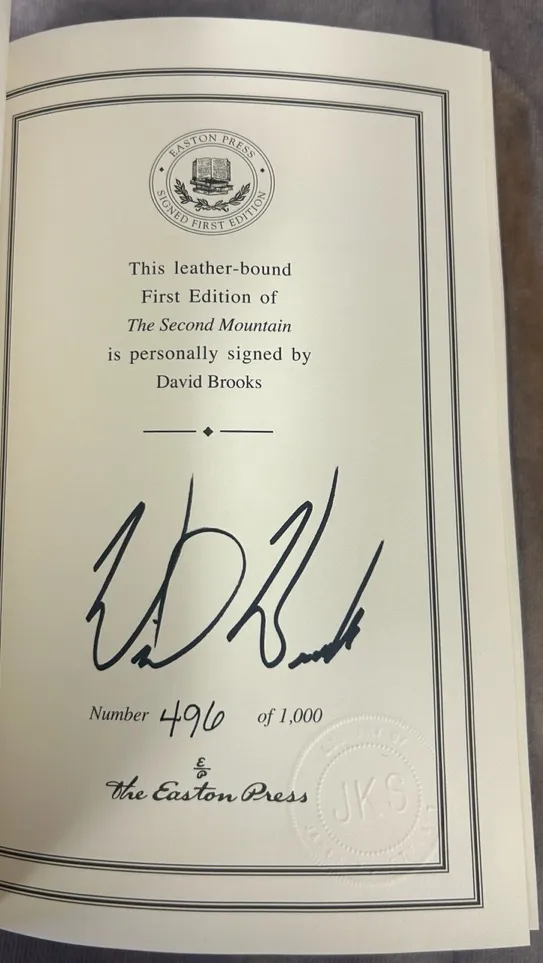 EASTON PRESS
SIGNED FIRST EDITION
This leather-bound
First Edition of
The Second Mountain
is personally signed by
David Brooks
Number 496 of 1,000
E
P
the Easton Press
JKS